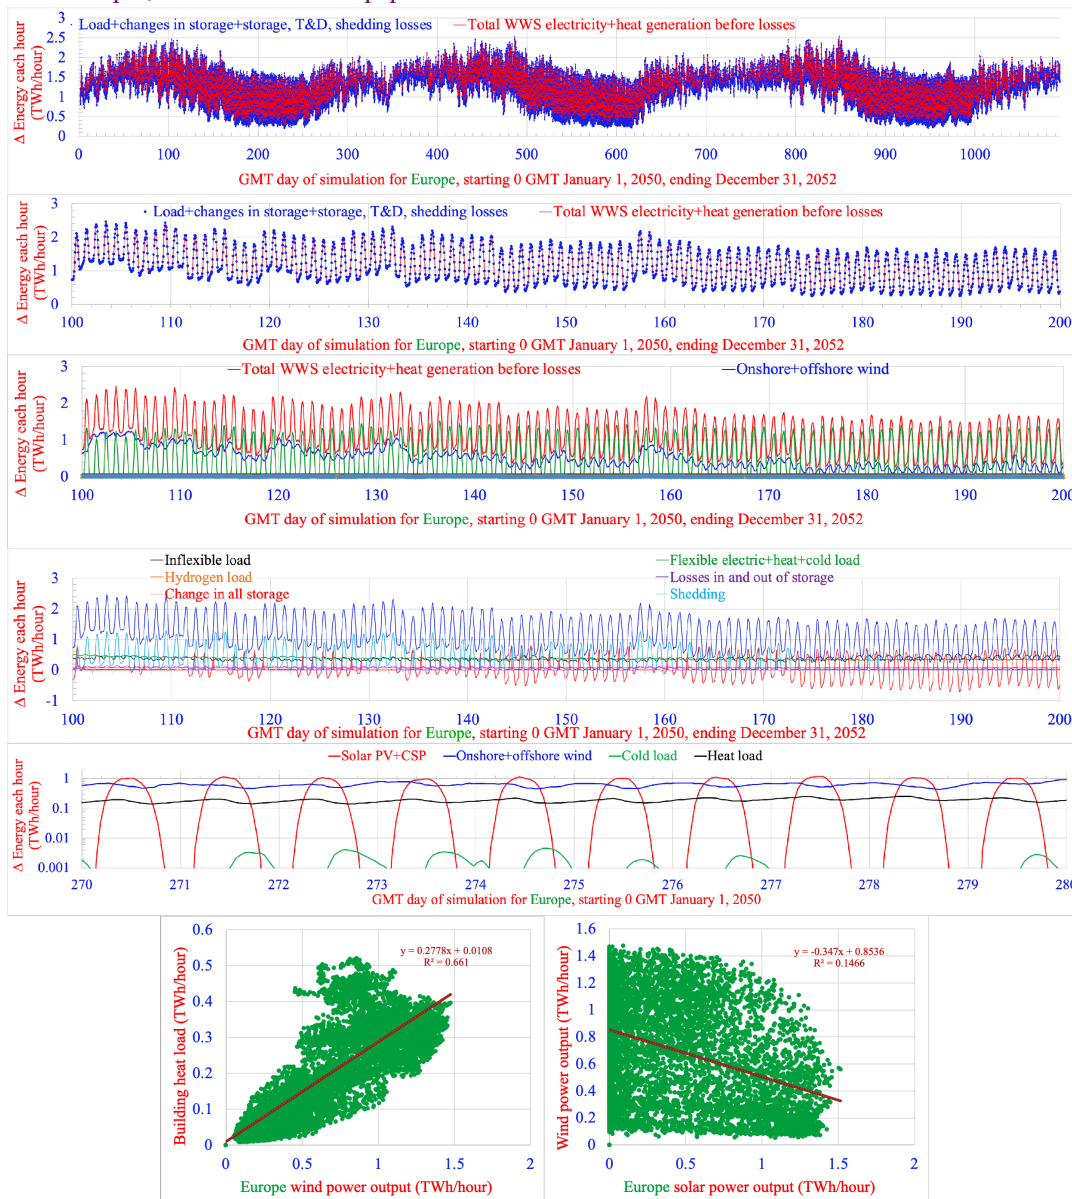 Load+changes in storage+storage, T&D, shedding losses —Total WWS electricity+heat generation before losses
Δ Energy each hour
(TWh/hour)
3
2.5
2
1.5
1
0.5
0
0 100 200 300 400 500 600 700 800 900 1000
GMT day of simulation for Europe, starting 0 GMT January 1, 2050, ending December 31, 2052
Load+changes in storage+storage, T&D, shedding losses —Total WWS electricity+heat generation before losses
Δ Energy each hour
(TWh/hour)
3
2
1
0
100 110 120 130 140 150 160 170 180 190 200
GMT day of simulation for Europe, starting 0 GMT January 1, 2050, ending December 31, 2052
—Total WWS electricity+heat generation before losses —Onshore+offshore wind
Δ Energy each hour
(TWh/hour)
3
2
1
0
100 110 120 130 140 150 160 170 180 190 200
GMT day of simulation for Europe, starting 0 GMT January 1, 2050, ending December 31, 2052
—Inflexible load —Flexible electric+heat+cold load
—Hydrogen load —Losses in and out of storage
—Change in all storage —Shedding
Δ Energy each hour
(TWh/hour)
3
2
1
0
-1
100 110 120 130 140 150 160 170 180 190 200
GMT day of simulation for Europe, starting 0 GMT January 1, 2050, ending December 31, 2052
—Solar PV+CSP —Onshore+offshore wind —Cold load —Heat load
Δ Energy each hour
(TWh/hour)
1
0.1
0.01
0.001
270 271 272 273 274 275 276 277 278 279 280
GMT day of simulation for Europe, starting 0 GMT January 1, 2050
Building heat load (TWh/hour)
0.6
0.5
0.4
0.3
0.2
0.1
0
y = 0.2778x + 0.0108
R² = 0.661
0 0.5 1 1.5 2
Europe wind power output (TWh/hour)
Wind power output (TWh/hour)
1.6
1.4
1.2
1
0.8
0.6
0.4
0.2
0
y = -0.347x + 0.8536
R² = 0.1466
0 0.5 1 1.5 2
Europe solar power output (TWh/hour)